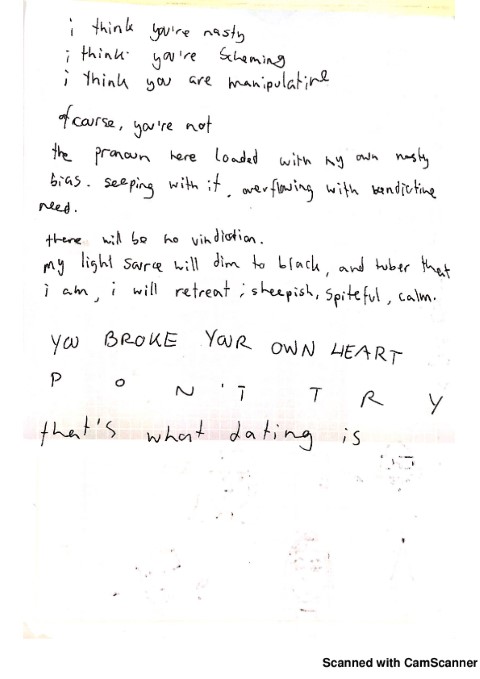 i think you're nasty
i think you're scheming
i think you are manipulative
of course, you're not
the pronoun here loaded with my own nasty
bias. seeping with it, overflowing with vindictive
need.
there will be no vindication.
my light source will dim to black, and tuber that
i am, i will retreat; sheepish, spiteful, calm.
YOU BROKE YOUR OWN HEART
D O N'T T R Y
that's what dating is
Scanned with CamScanner